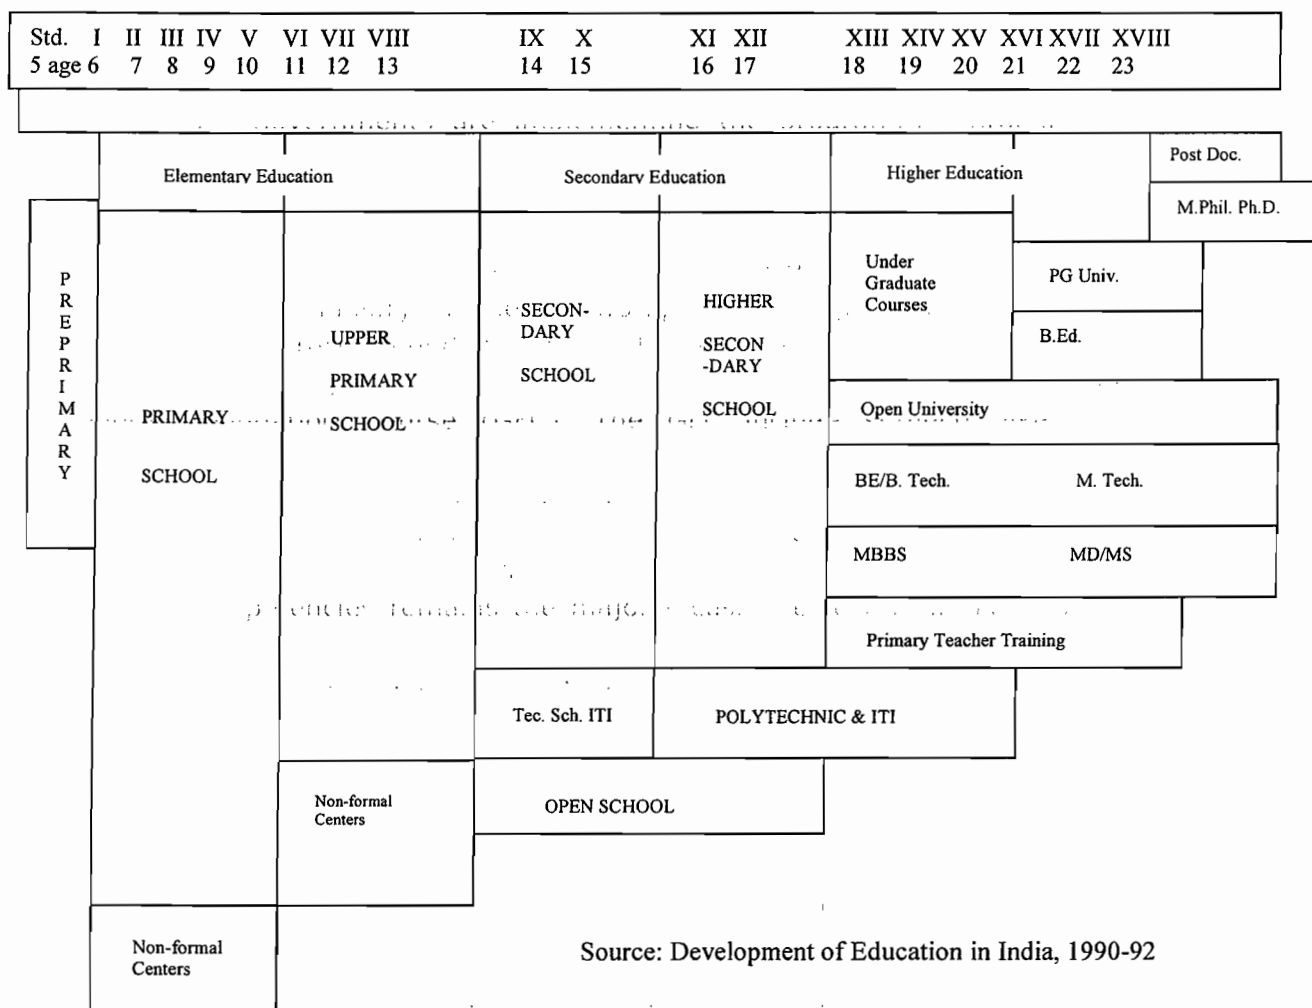 Std. I II III IV V VI VII VIII IX X XI XII XIII XIV XV XVI XVII XVIII
5 age 6 7 8 9 10 11 12 13 14 15 16 17 18 19 20 21 22 23
Elementary Education
Secondary Education
Higher Education
Post Doc.
M.Phil. Ph.D.
P
R
E
P
R
I
M
A
R
Y
PRIMARY
SCHOOL
UPPER
PRIMARY
SCHOOL
SECON-
DARY
SCHOOL
HIGHER
SECON
-DARY
SCHOOL
Under
Graduate
Courses
PG Univ.
B.Ed.
Open University
BE/B. Tech. M. Tech.
MBBS MD/MS
Primary Teacher Training
Tec. Sch. ITI
POLYTECHNIC & ITI
Non-formal
Centers
OPEN SCHOOL
Non-formal
Centers
Source: Development of Education in India, 1990-92